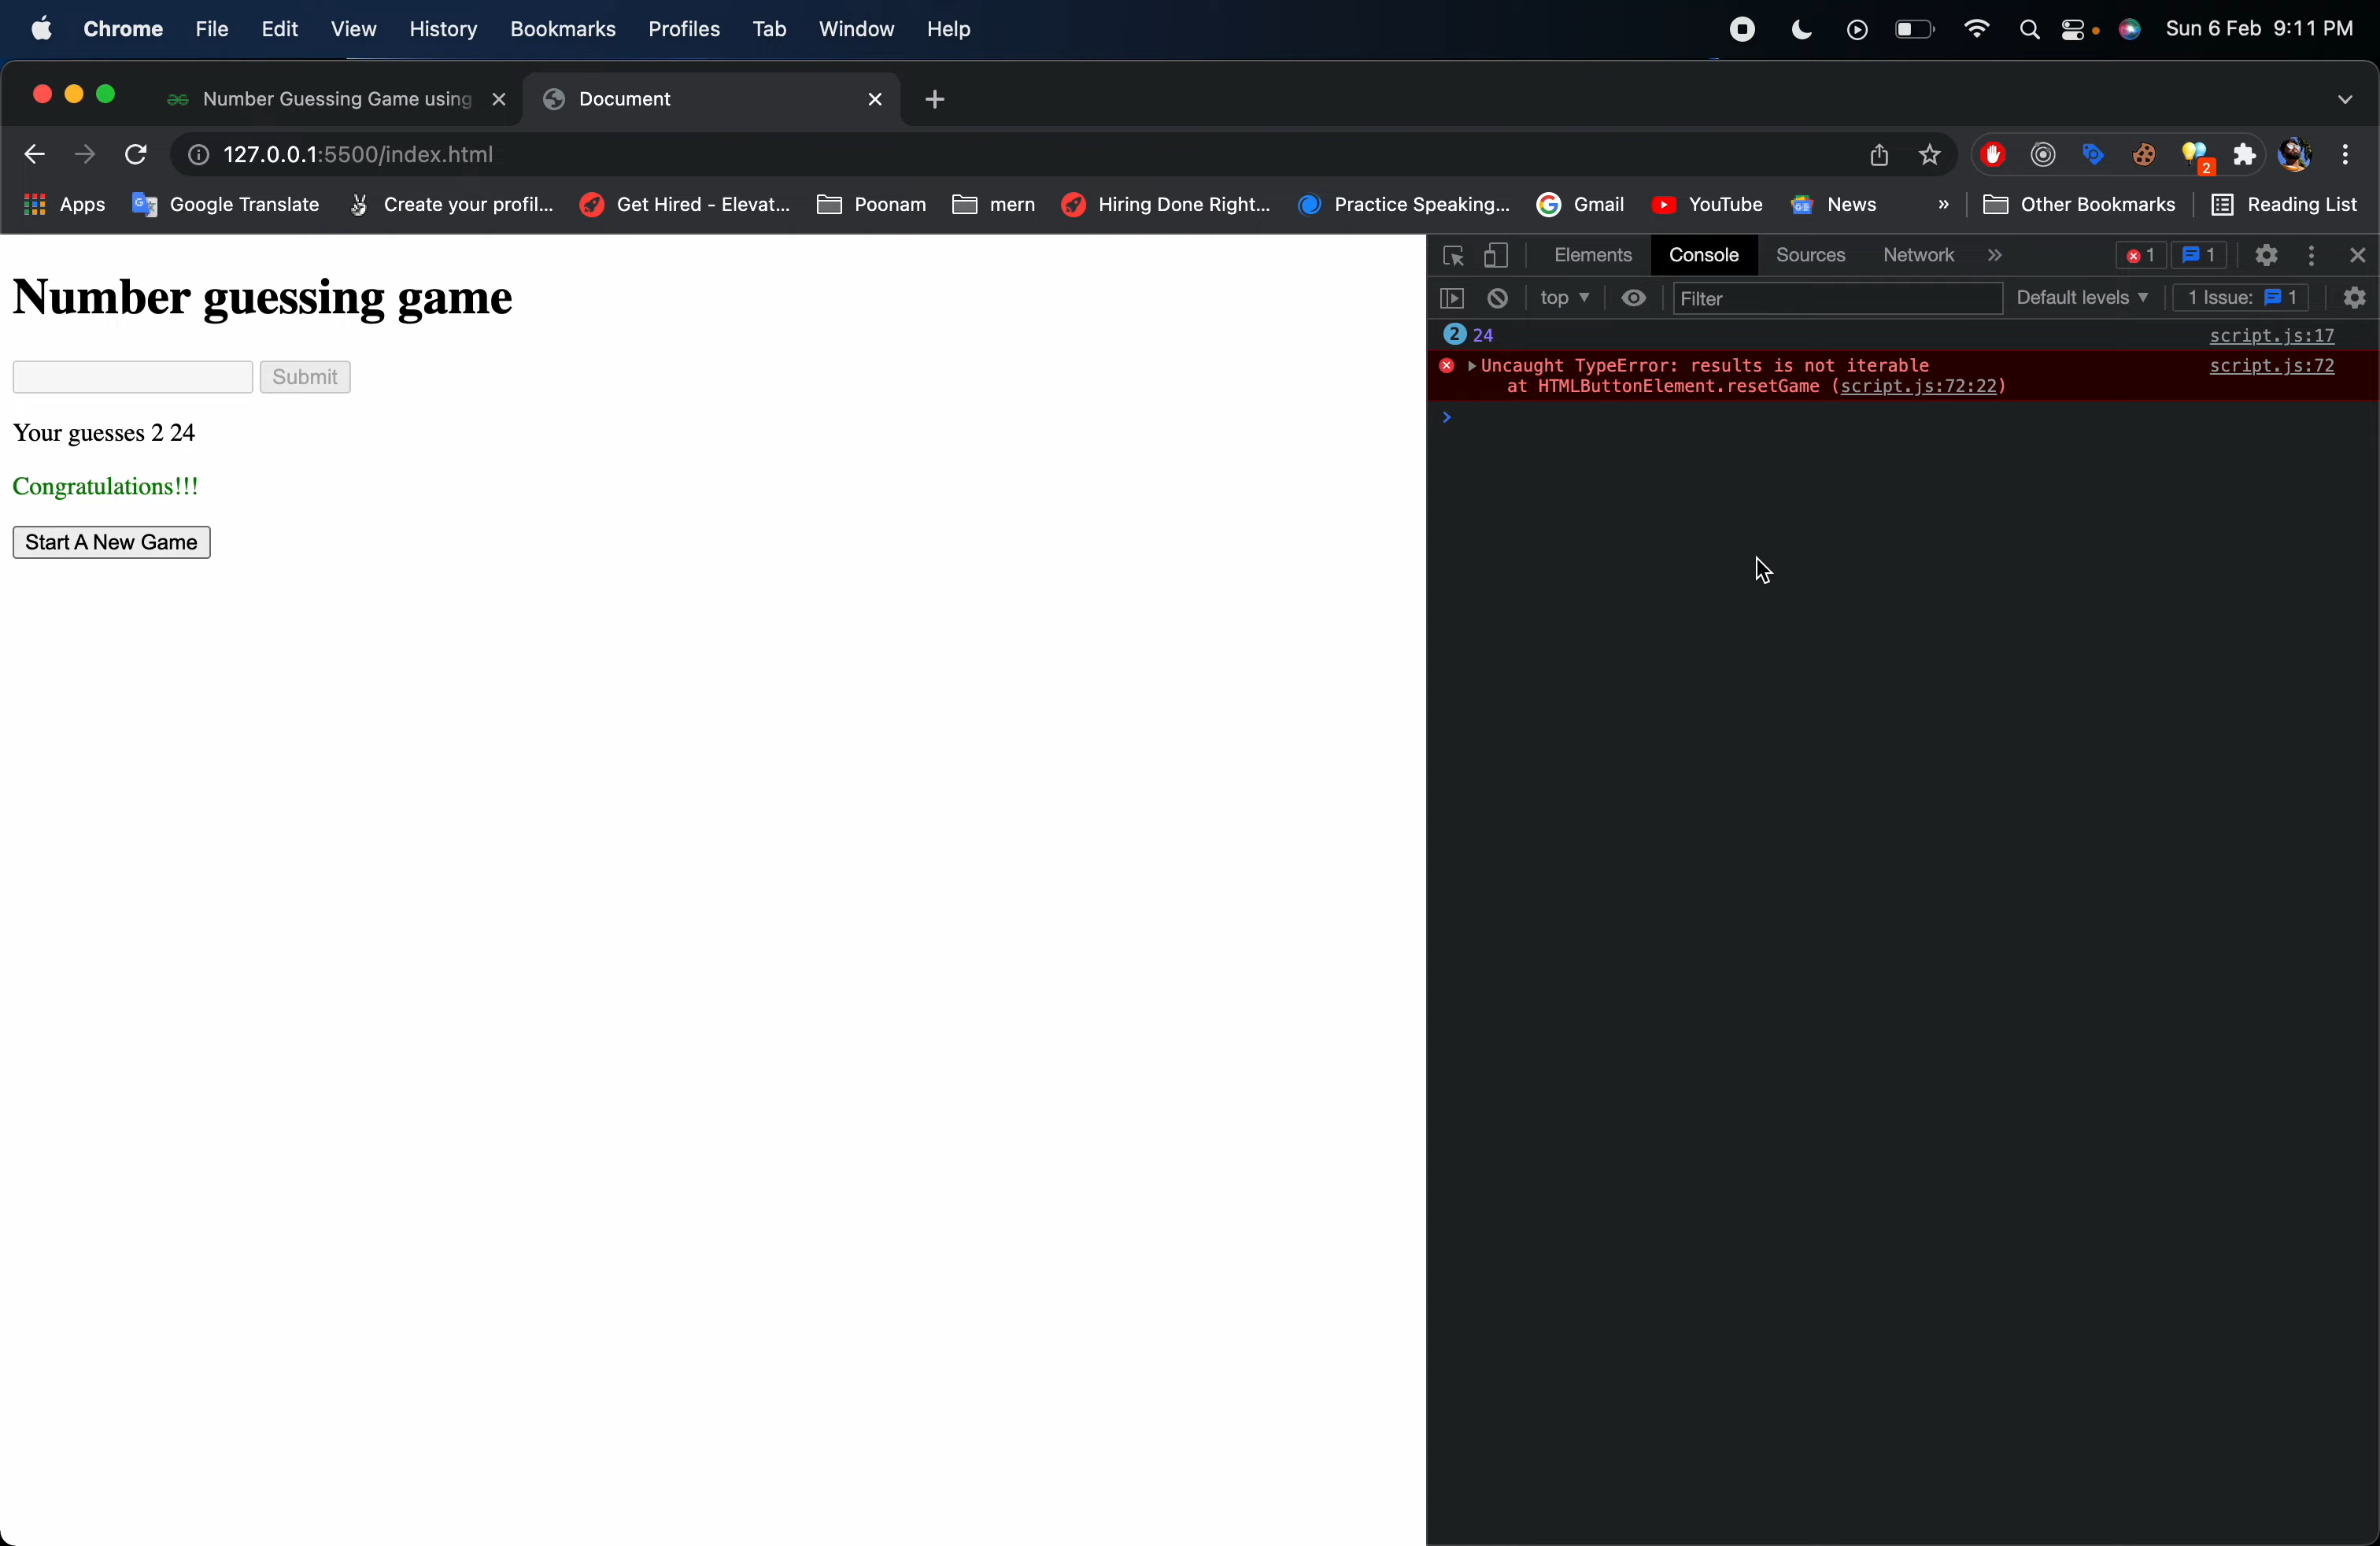 Chrome File Edit View History Bookmarks Profiles Tab Window Help Sun 6 Feb 9:11 PM
Number Guessing Game using Document
127.0.0.1:5500/index.html
2
Apps Google Translate Create your profil... Get Hired - Elevat... Poonam mern Hiring Done Right... Practice Speaking... Gmail YouTube News » Other Bookmarks Reading List
Elements Console Sources Network » 1 1
top Filter Default levels 1 Issue: 1
2 24 script.js:17
Uncaught TypeError: results is not iterable script.js:72
at HTMLButtonElement.resetGame (script.js:72:22)
Number guessing game
Submit
Your guesses 2 24
Congratulations!!!
Start A New Game